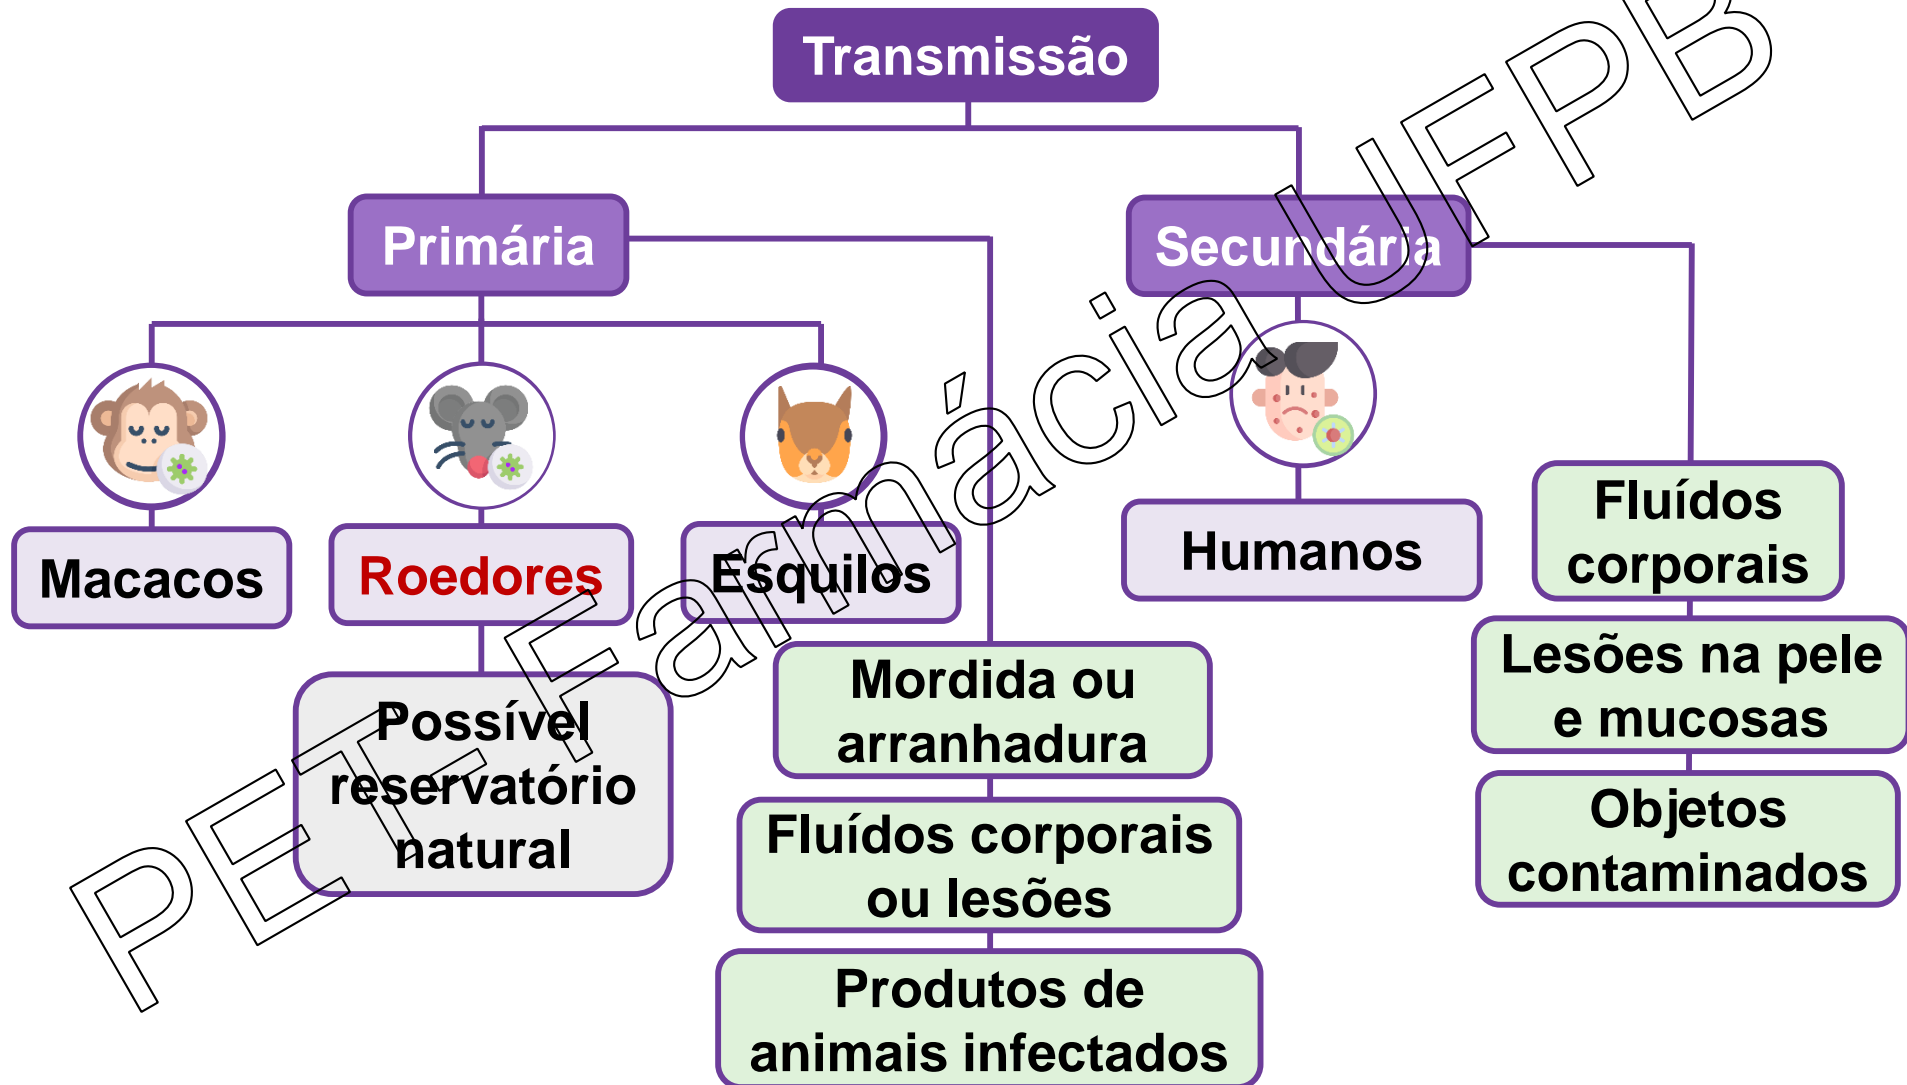 Transmissão
Primária
Secundária
Macacos
Roedores
Esquilos
Humanos
Possível
reservatório
natural
Mordida ou
arranhadura
Fluídos corporais
ou lesões
Produtos de
animais infectados
Fluídos
corporais
Lesões na pele
e mucosas
Objetos
contaminados
PET- Farmácia UFPB